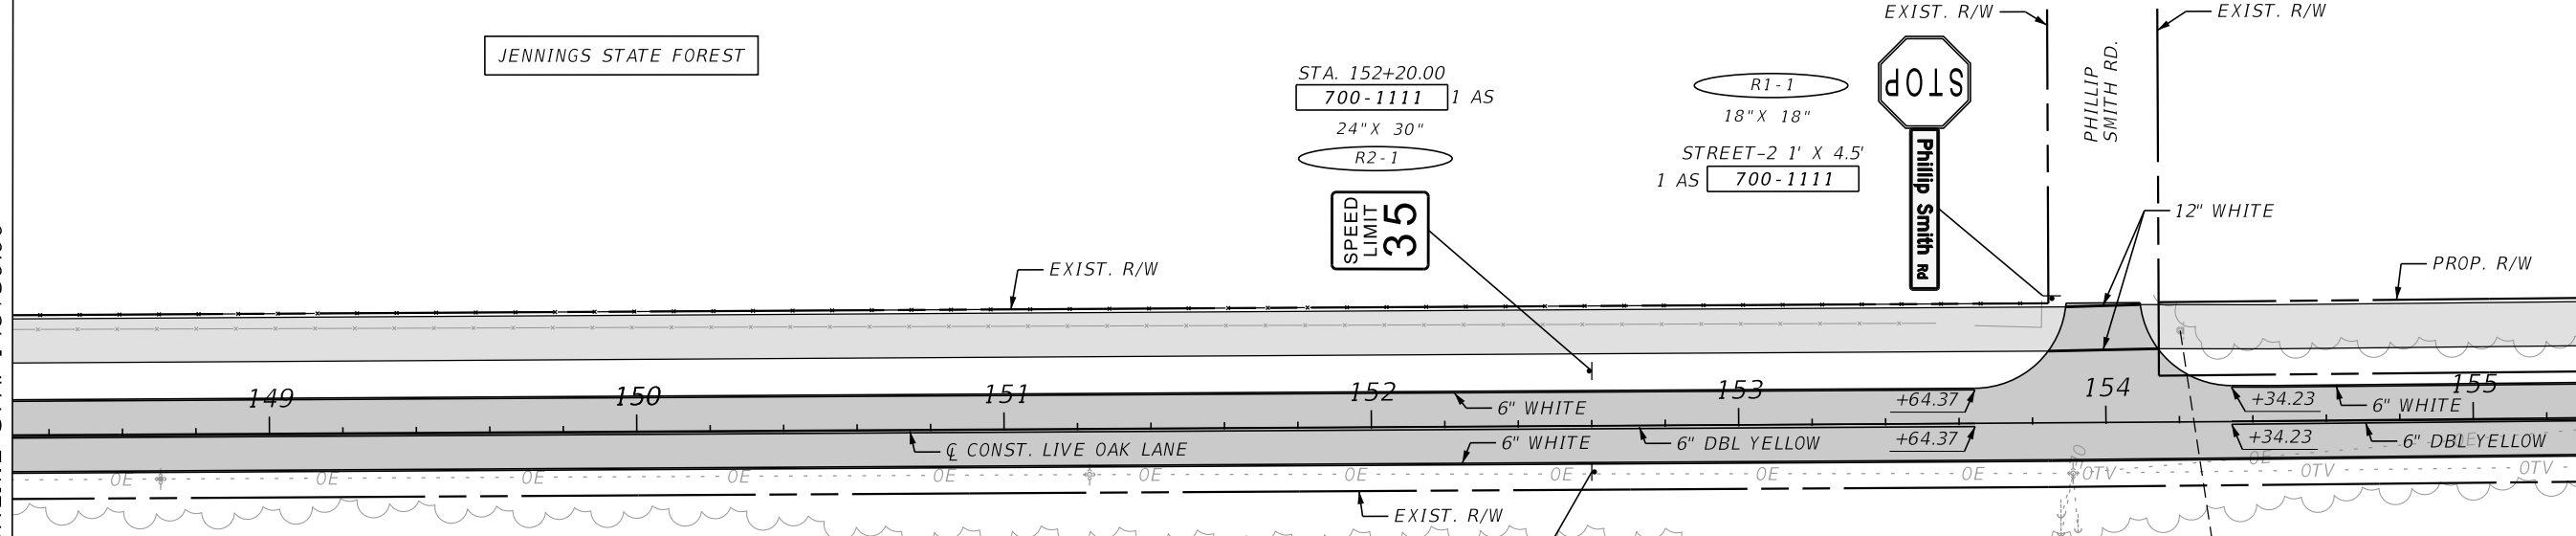 EXIST. R/W
EXIST. R/W
JENNINGS STATE FOREST
STOP
PHILLIP
SMITH RD.
STA. 152+20.00
700-1111 1 AS
24"X 30"
R2-1
R1-1
18"X 18"
STREET-2 1' X 4.5'
1 AS 700-1111
Phillip Smith Rd
SPEED
LIMIT
35
12" WHITE
EXIST. R/W
PROP. R/W
149 150 151 152 153 154 155
6" WHITE
+64.37
+34.23
6" WHITE
℄ CONST. LIVE OAK LANE
6" WHITE
6" DBL YELLOW
+64.37
+34.23
6" DBL YELLOW
OE OE OE OE OE OE OE OE OE OE OTV OE OTV OTV
EXIST. R/W